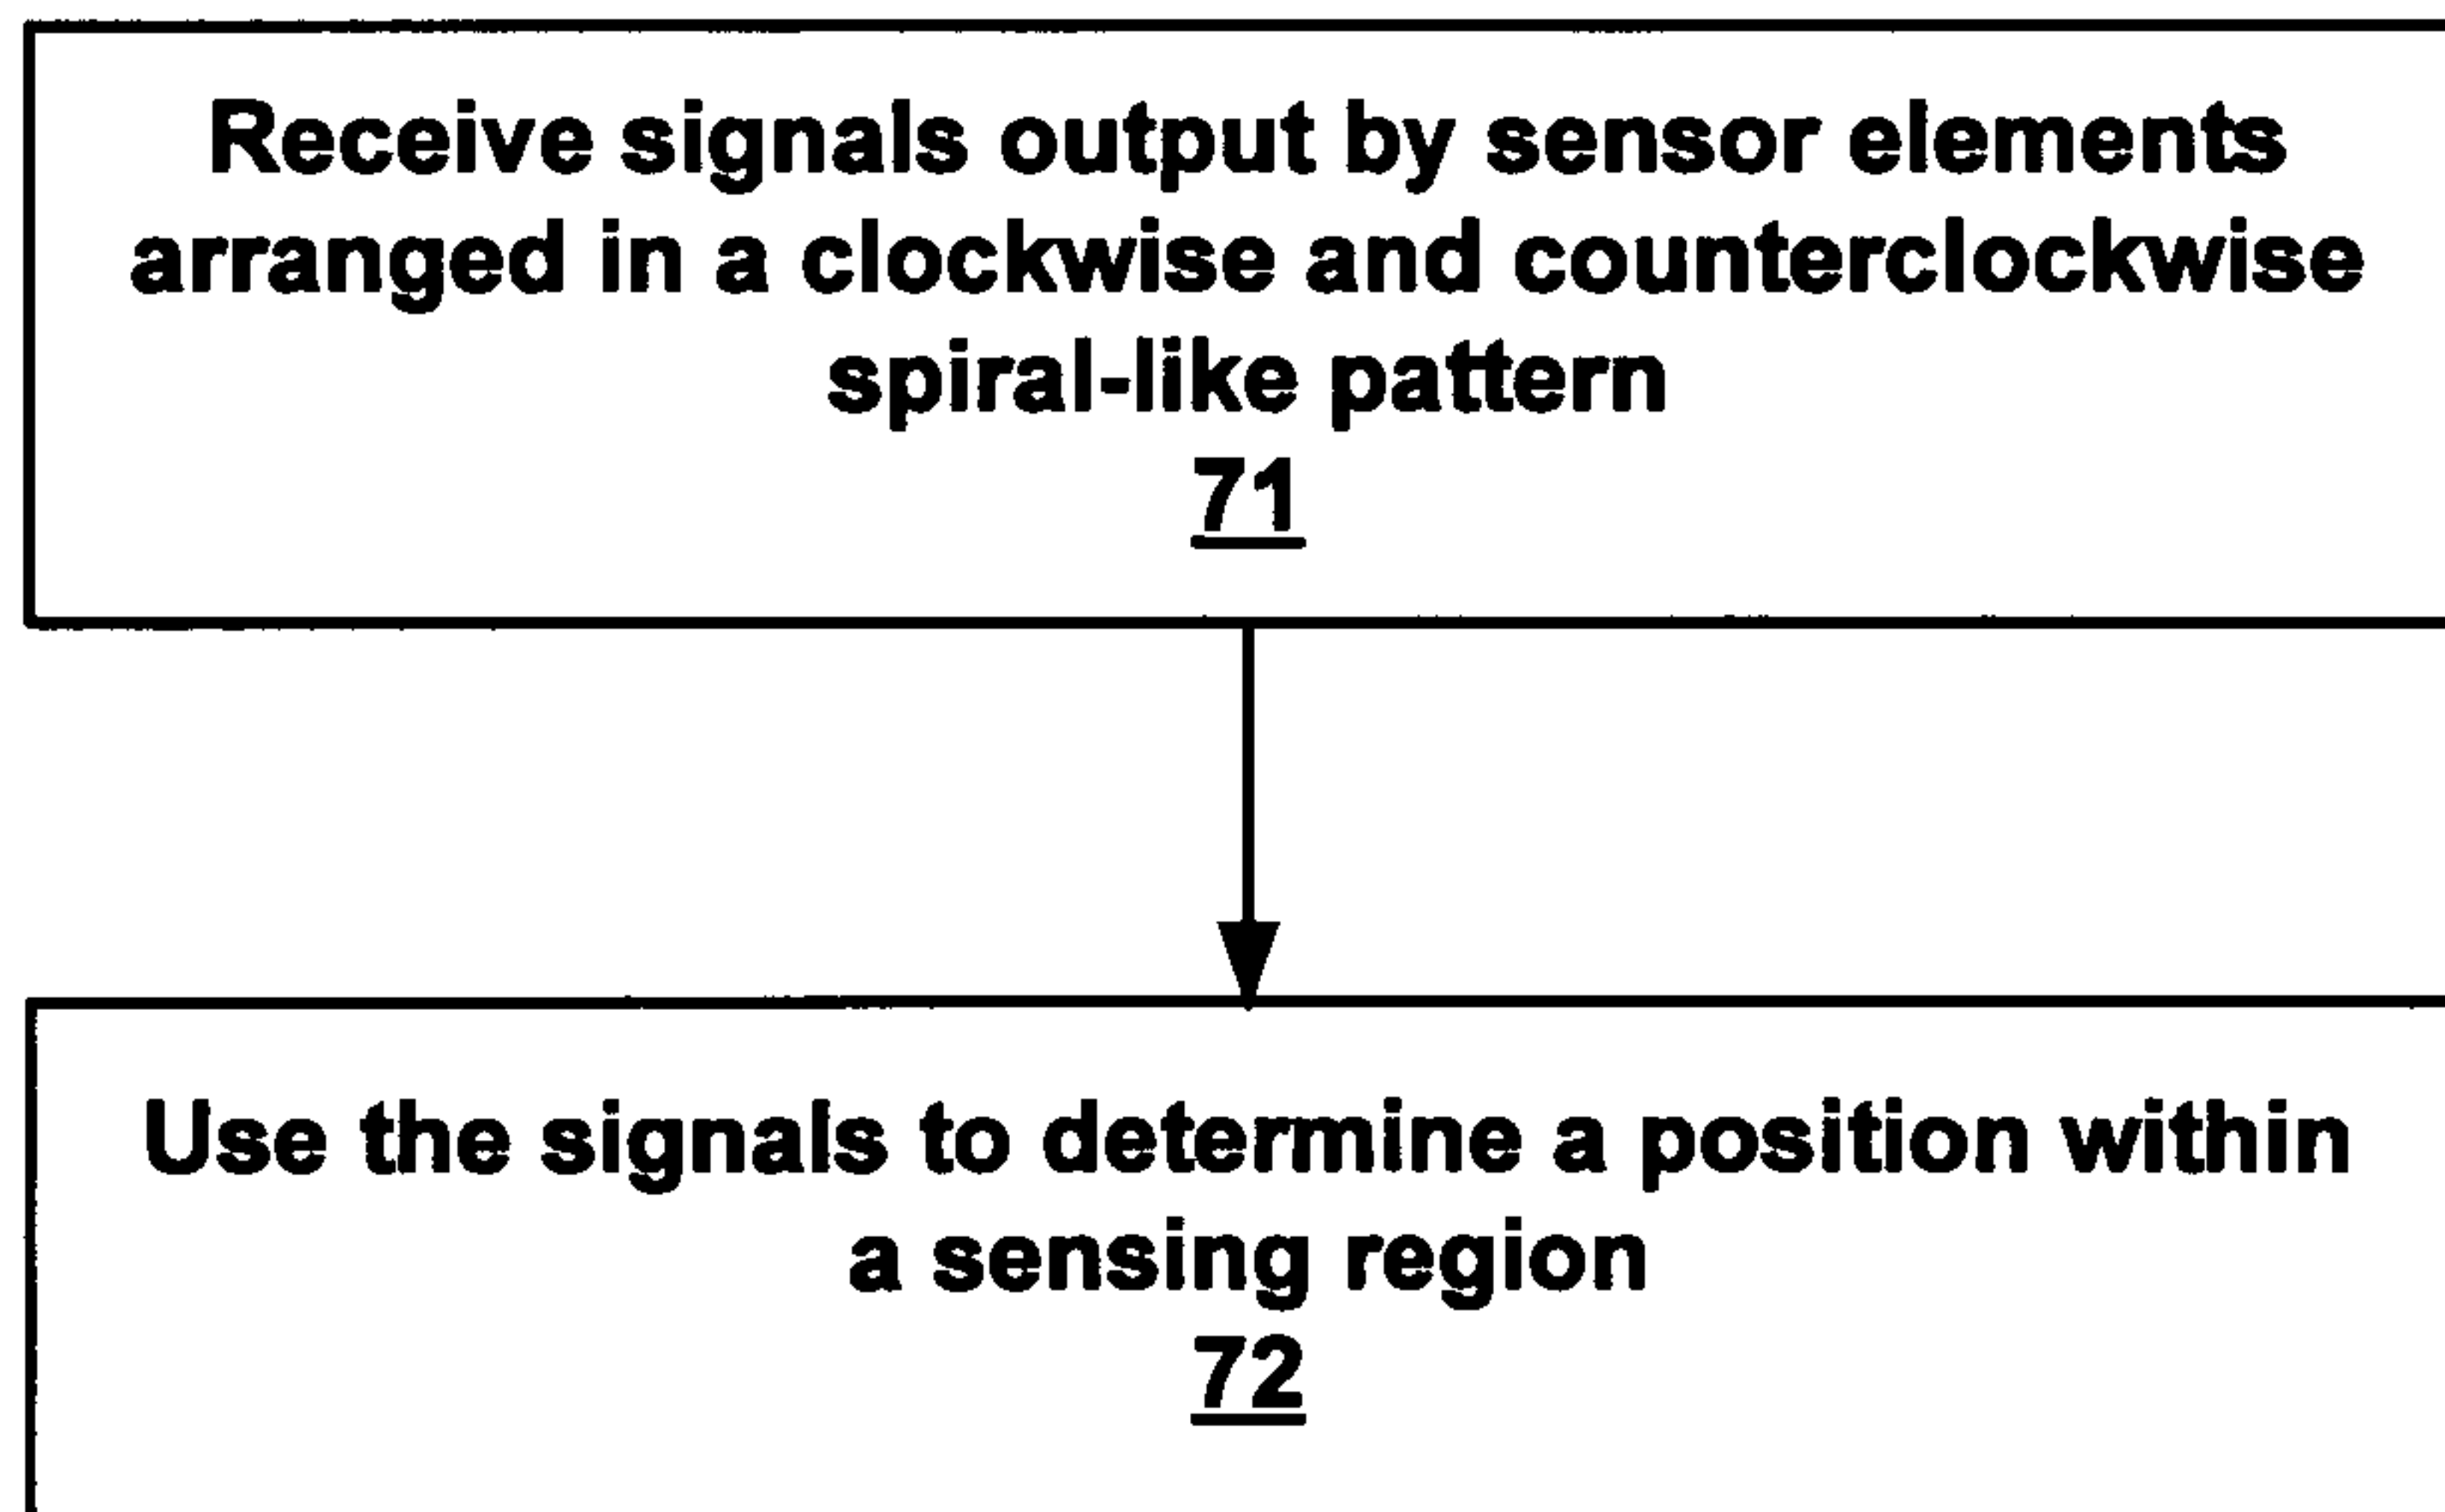 Receive signals output by sensor elements
arranged in a clockwise and counterclockwise
spiral-like pattern
71
Use the signals to determine a position within
a sensing region
72